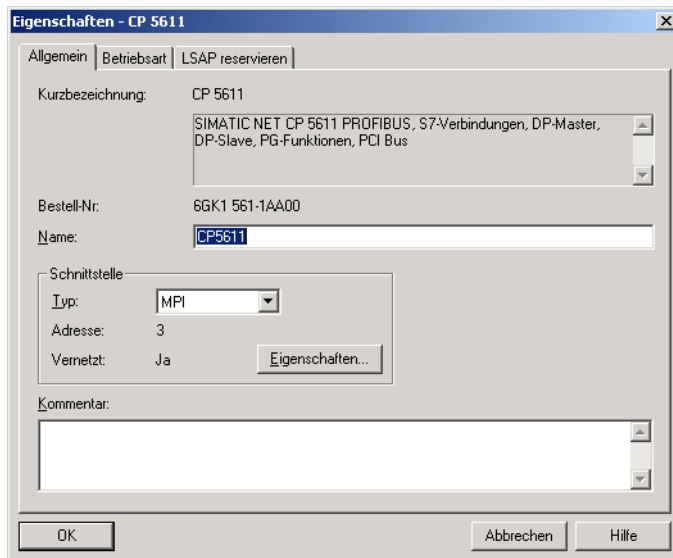 Eigenschaften - CP 5611
Allgemein Betriebsart LSAP reservieren
Kurzbezeichnung: CP 5611
SIMATIC NET CP 5611 PROFIBUS, S7-Verbindungen, DP-Master,
DP-Slave, PG-Funktionen, PCI Bus
Bestell-Nr: 6GK1 561-1AA00
Name: CP5611
Schnittstelle
Typ: MPI
Adresse: 3
Vernetzt: Ja Eigenschaften...
Kommentar:
OK Abbrechen Hilfe